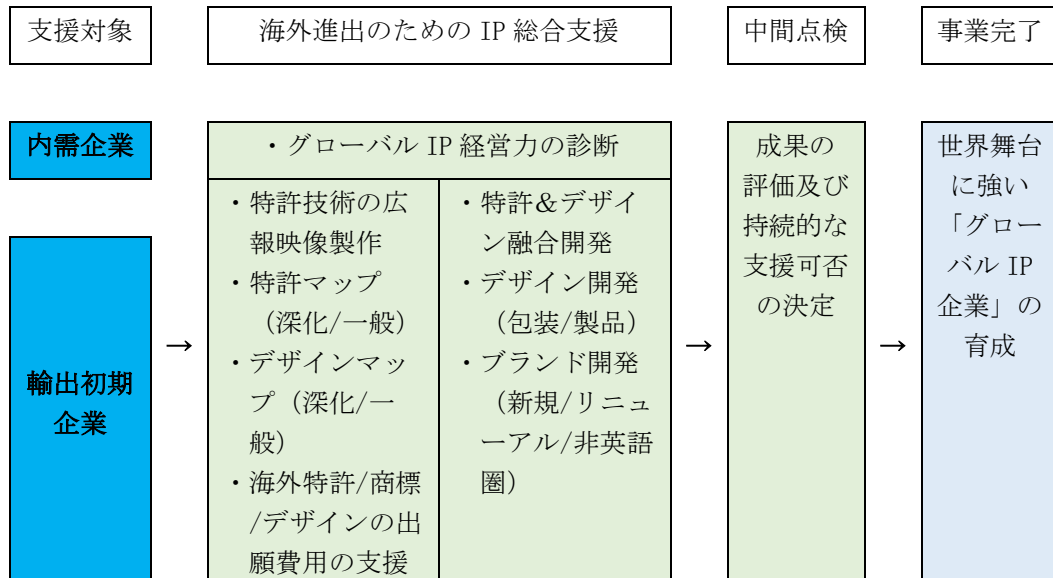 支援対象
海外進出のための IP 総合支援
中間点検
事業完了
内需企業
輸出初期
企業
→
・グローバル IP 経営力の診断
・特許技術の広
報映像製作
・特許マップ
（深化/一般）
・デザインマッ
プ（深化/一
般）
・海外特許/商標
/デザインの出
願費用の支援
・特許＆デザイ
ン融合開発
・デザイン開発
（包装/製品）
・ブランド開発
（新規/リニュ
ーアル/非英語
圏）
→
成果の
評価及び
持続的な
支援可否
の決定
→
世界舞台
に強い
「グロー
バル IP
企業」の
育成